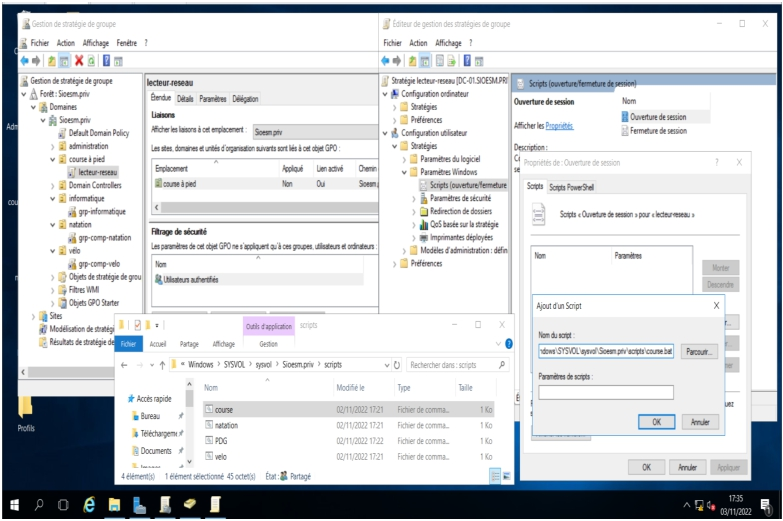 Gestion de stratégie de groupe
Fichier Action Affichage Fenêtre ?
Gestion de stratégie de groupe
Forêt : Sioesm.priv
Domaines
Sioesm.priv
Default Domain Policy
administration
course à pied
lecteur-reseau
Domain Controllers
informatique
grp-informatique
natation
grp-comp-natation
vélo
grp-comp-velo
Objets de stratégie de grou
Filtres WMI
Objets GPO Starter
Sites
Modélisation de stratég
Résultats de stratégie de
lecteur-reseau
Étendue Détails Paramètres Délégation
Liaisons
Afficher les liaisons à cet emplacement : Sioesm.priv
Les sites, domaines et unités d'organisation suivants sont liés à cet objet GPO :
Emplacement Appliqué Lien activé Chemin
course à pied Non Oui Sioesm.p
Filtrage de sécurité
Les paramètres de cet objet GPO ne s'appliquent qu'à ces groupes, utilisateurs et ordinateurs :
Nom
Utilisateurs authentifiés
Éditeur de gestion des stratégies de groupe
Fichier Action Affichage ?
Stratégie lecteur-reseau [DC-01.SIOESM.PRI
Configuration ordinateur
Stratégies
Préférences
Configuration utilisateur
Stratégies
Paramètres du logiciel
Paramètres Windows
Scripts (ouverture/fermeture
Paramètres de sécurité
Redirection de dossiers
QoS basée sur la stratégie
Imprimantes déployées
Modèles d'administration : défin
Préférences
Scripts (ouverture/fermeture de session)
Ouverture de session
Afficher les Propriétés
Description :
Nom
Ouverture de session
Fermeture de session
Propriétés de : Ouverture de session ?
Scripts Scripts PowerShell
Scripts « Ouverture de session » pour « lecteur-reseau »
Nom Paramètres
Monter
Descendre
Ajout d'un Script
Nom du script :
ndows\SYSVOL\sysvol\Sioesm.priv\scripts\course.bat Parcourir...
Paramètres de scripts :
OK Annuler
OK Annuler Appliquer
Outils d'application scripts
Fichier Accueil Partage Affichage Gestion
« Windows > SYSVOL > sysvol > Sioesm.priv > scripts Rechercher dans : scripts
Accès rapide
Bureau
Téléchargeme
Documents
Images
Nom Modifié le Type Taille
course 02/11/2022 17:21 Fichier de comma... 1 Ko
natation 02/11/2022 17:21 Fichier de comma... 1 Ko
PDG 02/11/2022 17:22 Fichier de comma... 1 Ko
velo 02/11/2022 17:21 Fichier de comma... 1 Ko
4 élément(s) 1 élément sélectionné 45 octet(s) État : Partagé
Adm
cou
Profils
17:35
03/11/2022